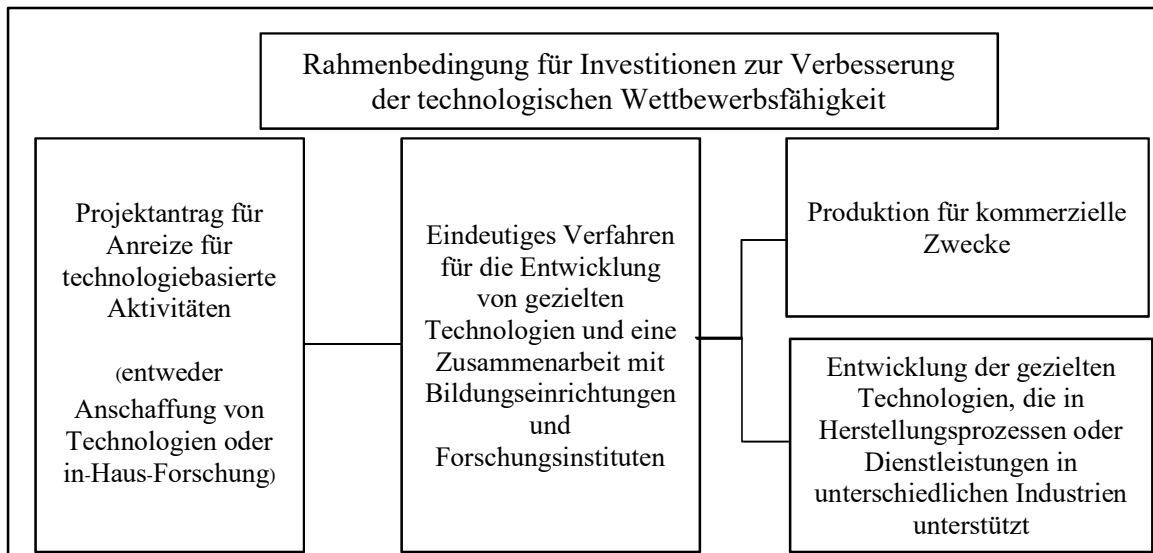 Rahmenbedingung für Investitionen zur Verbesserung
der technologischen Wettbewerbsfähigkeit
Projektantrag für
Anreize für
technologiebasierte
Aktivitäten
(entweder
Anschaffung von
Technologien oder
in-Haus-Forschung)
Eindeutiges Verfahren
für die Entwicklung
von gezielten
Technologien und eine
Zusammenarbeit mit
Bildungseinrichtungen
und
Forschungsinstituten
Produktion für kommerzielle
Zwecke
Entwicklung der gezielten
Technologien, die in
Herstellungsprozessen oder
Dienstleistungen in
unterschiedlichen Industrien
unterstützt